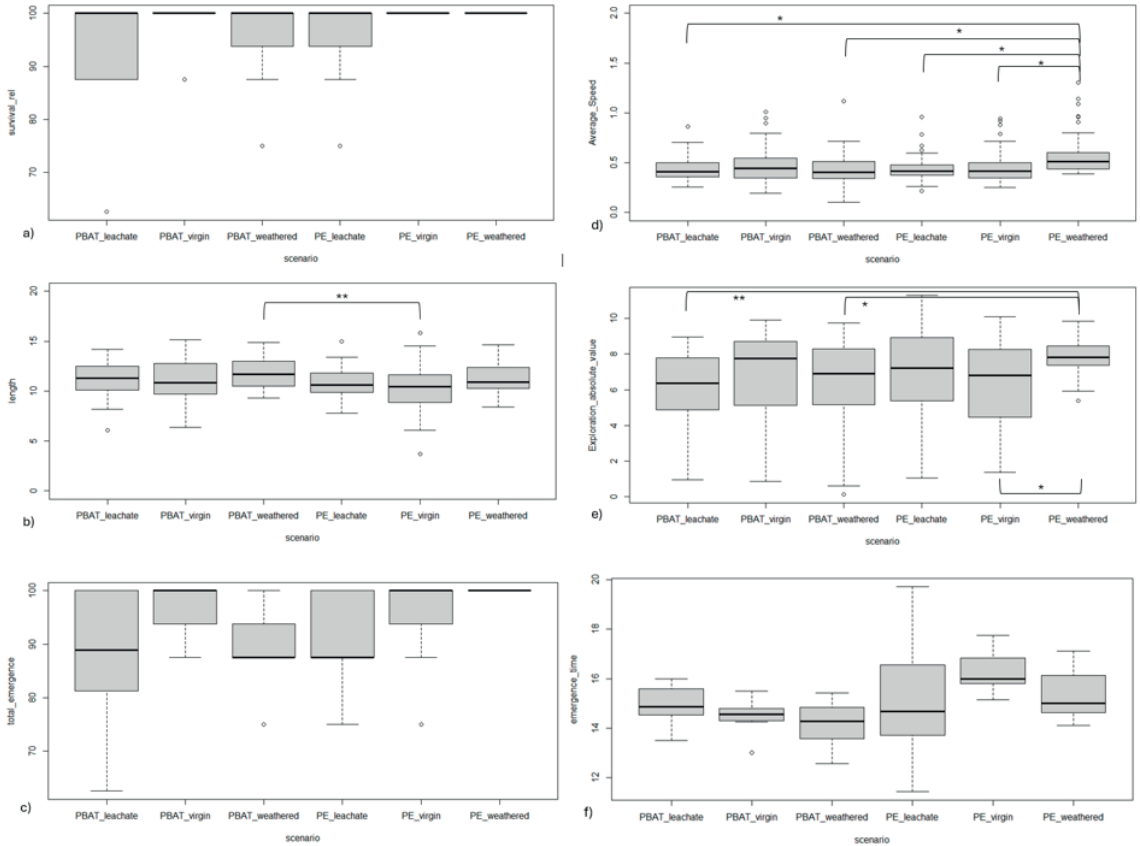 100
90
80
70
survival_rel
PBAT_leachate PBAT_virgin PBAT_weathered PE_leachate PE_virgin PE_weathered
scenario
a)
20
15
10
5
0
length
**
PBAT_leachate PBAT_virgin PBAT_weathered PE_leachate PE_virgin PE_weathered
scenario
b)
100
90
80
70
total_emergence
PBAT_leachate PBAT_virgin PBAT_weathered PE_leachate PE_virgin PE_weathered
scenario
c)
2.0
1.5
1.0
0.5
0.0
Average_Speed
*
*
*
*
PBAT_leachate PBAT_virgin PBAT_weathered PE_leachate PE_virgin PE_weathered
scenario
d)
10
8
6
4
2
0
Exploration_absolute_value
**
*
*
PBAT_leachate PBAT_virgin PBAT_weathered PE_leachate PE_virgin PE_weathered
scenario
e)
20
18
16
14
12
emergence_time
PBAT_leachate PBAT_virgin PBAT_weathered PE_leachate PE_virgin PE_weathered
scenario
f)